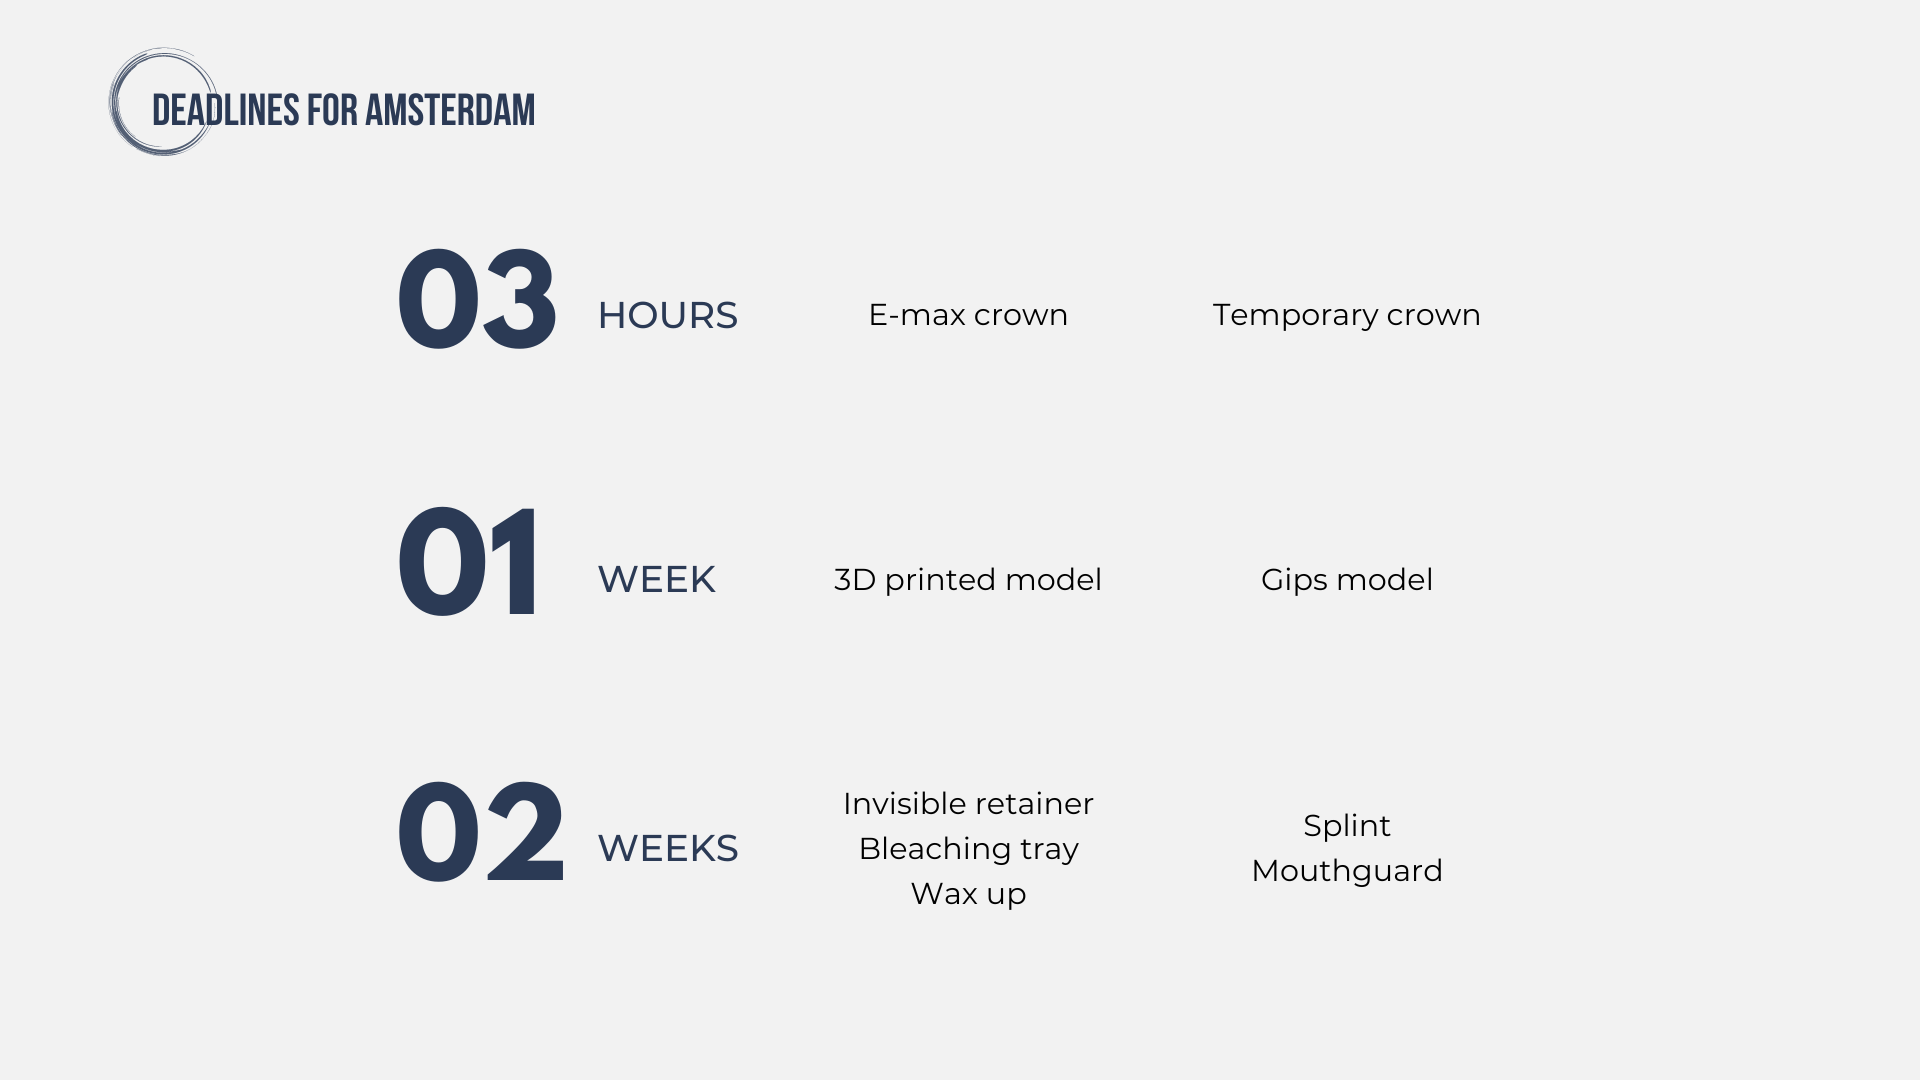 DEADLINES FOR AMSTERDAM
03 HOURS E-max crown Temporary crown
01 WEEK 3D printed model Gips model
02 WEEKS
Invisible retainer
Bleaching tray
Wax up
Splint
Mouthguard